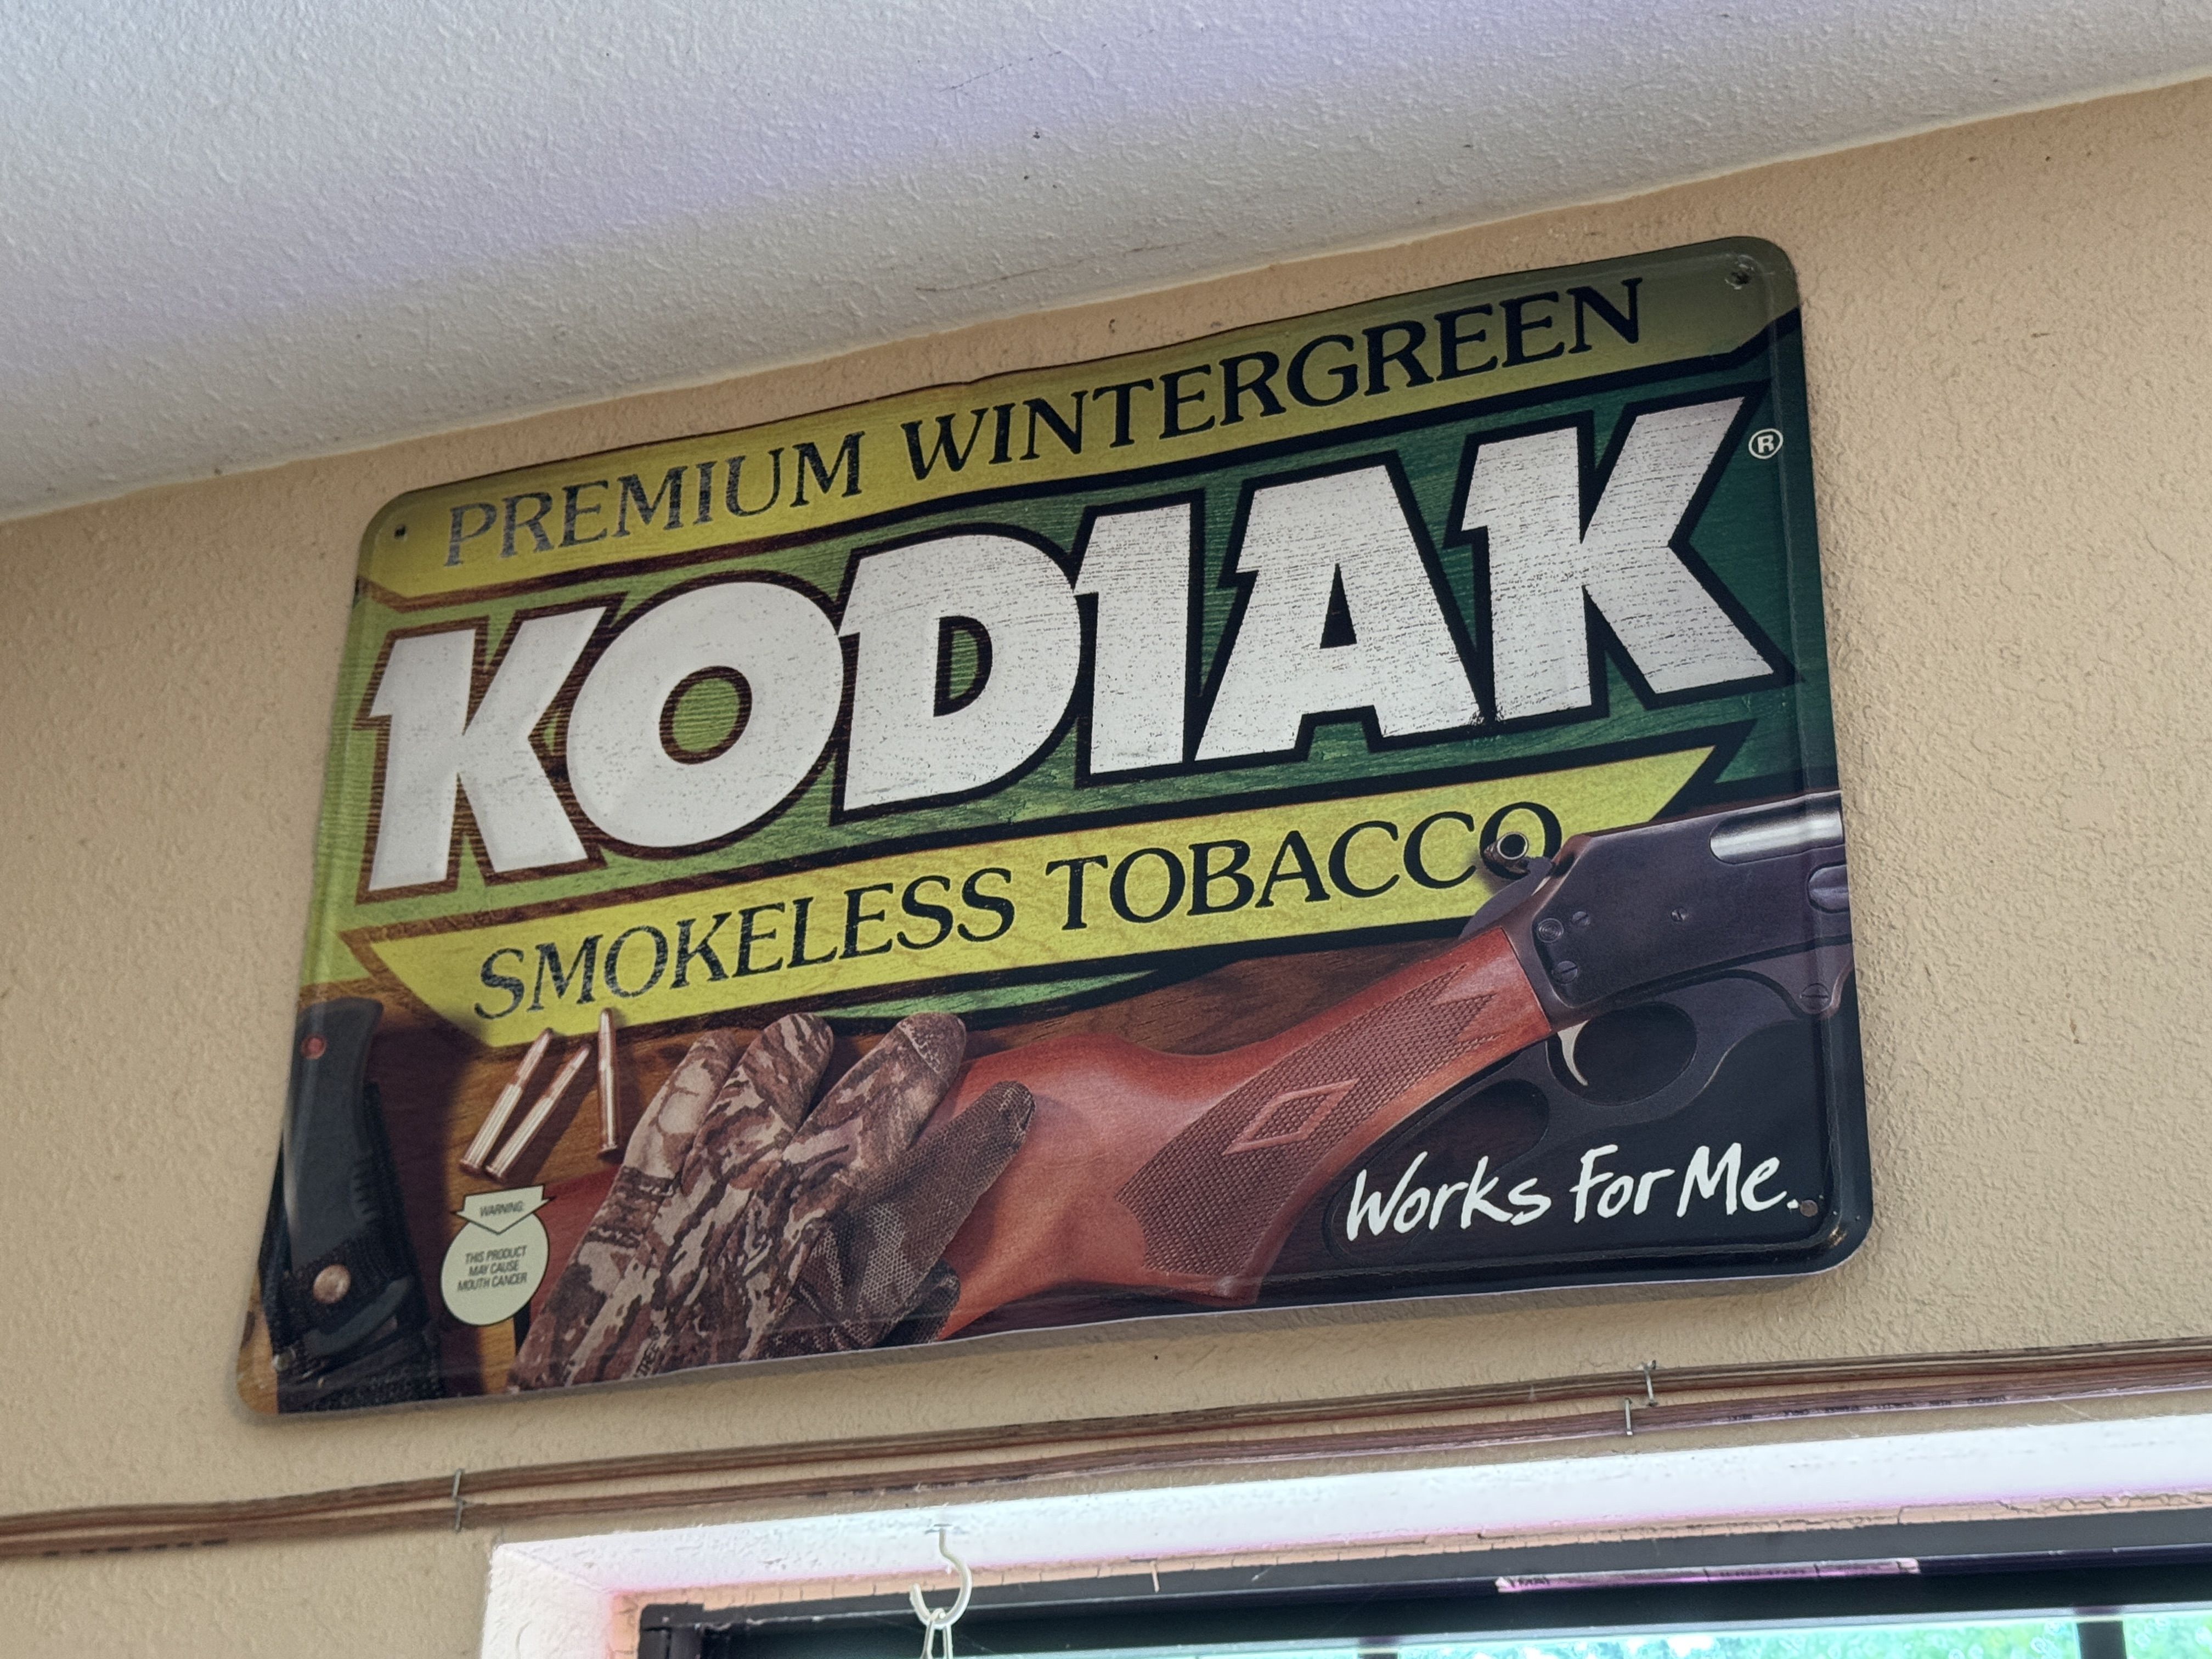 PREMIUM WINTERGREEN
KODIAK®
SMOKELESS TOBACCO
WARNING:
THIS PRODUCT
MAY CAUSE
MOUTH CANCER
Works For Me.